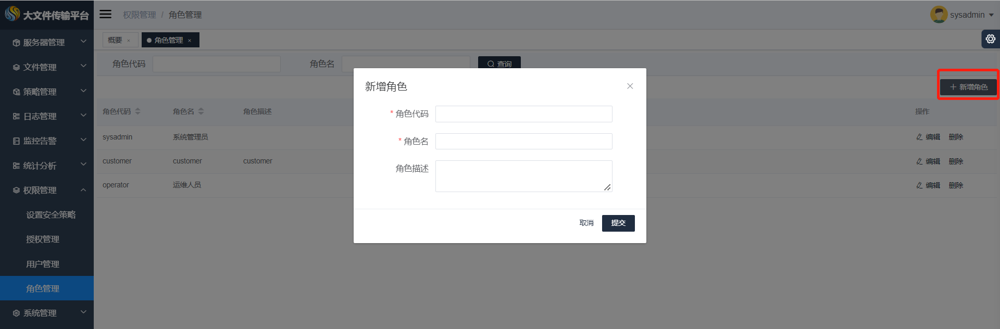 大文件传输平台
权限管理 / 角色管理
sysadmin
概要 ×
角色管理 ×
服务器管理
文件管理
策略管理
日志管理
监控告警
统计分析
权限管理
设置安全策略
授权管理
用户管理
角色管理
系统管理
角色代码
角色名
查询
新增角色
角色代码 角色名 角色描述 操作
sysadmin 系统管理员 编辑 删除
customer customer customer 编辑 删除
operator 运维人员 编辑 删除
新增角色
* 角色代码
* 角色名
角色描述
取消 提交